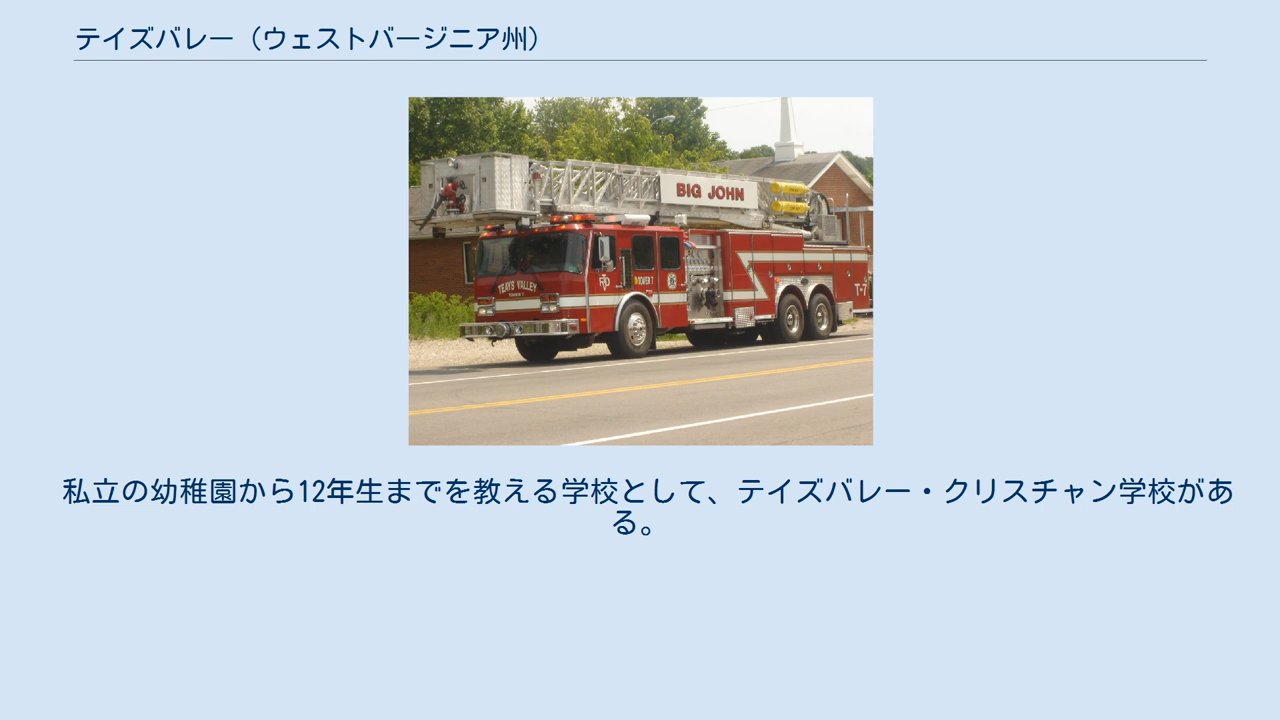 テイズバレー（ウェストバージニア州）
BIG JOHN
TEAYS VALLEY
TOWER 7
T-7
私立の幼稚園から12年生までを教える学校として、テイズバレー・クリスチャン学校があ
る。